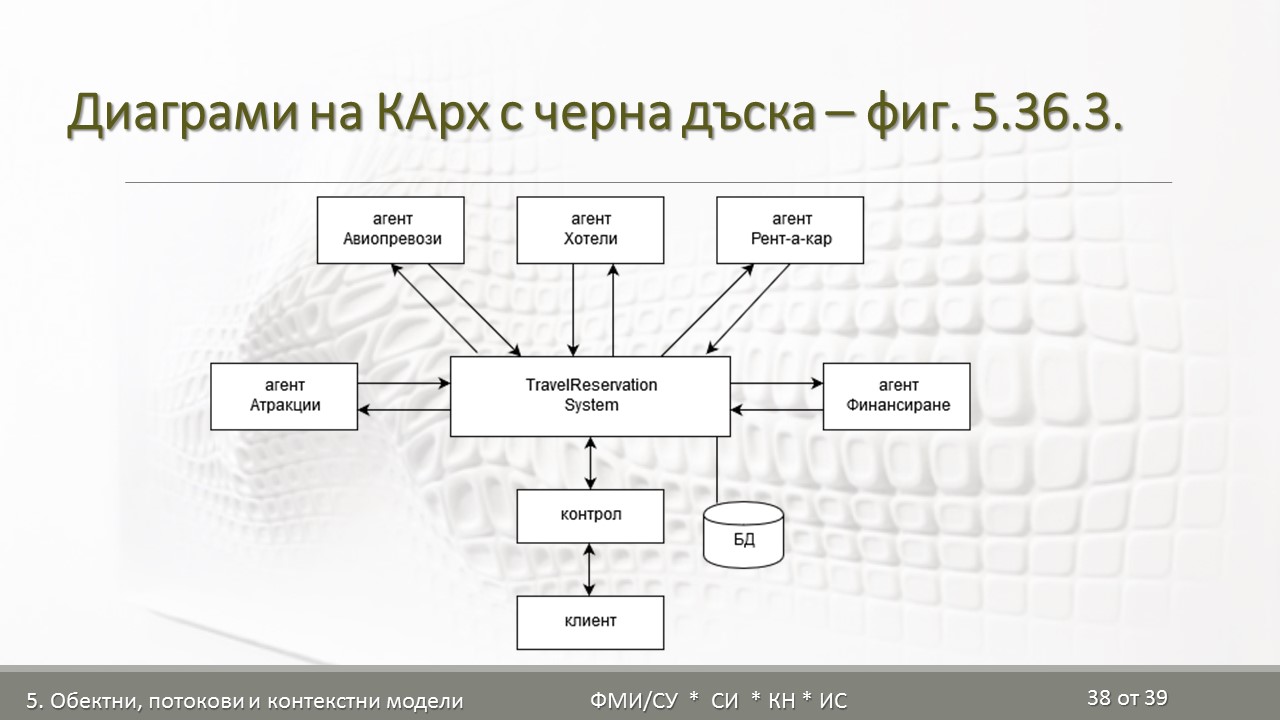 Диаграми на КАрх с черна дъска – фиг. 5.36.3.
агент
Авиопревози
агент
Хотели
агент
Рент-а-кар
агент
Атракции
TravelReservation
System
агент
Финансиране
контрол
БД
клиент
5. Обектни, потокови и контекстни модели
ФМИ/СУ * СИ * КН * ИС
38 от 39